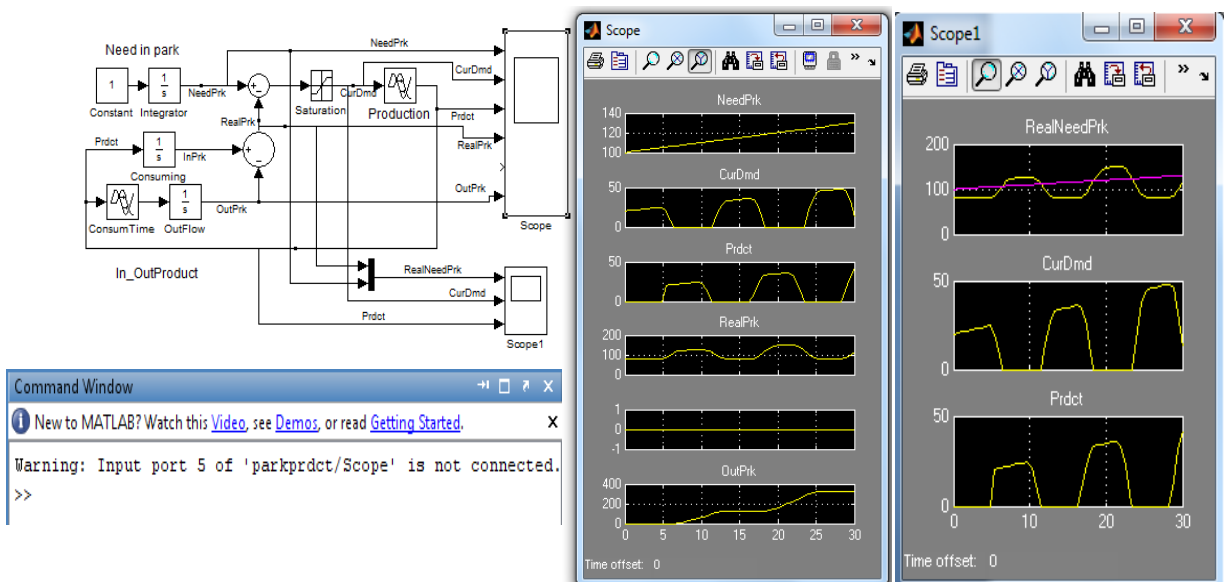 Need in park
NeedPrk
1
Constant
1
s
Integrator
NeedPrk
+
-
Saturation
CurDmd
Production
CurDmd
Prdct
RealPrk
RealPrk
OutPrk
Scope
Prdct
1
s
InPrk
Consuming
+
-
ConsumTime
1
s
OutFlow
OutPrk
In_OutProduct
RealNeedPrk
CurDmd
Prdct
Scope1
Command Window
New to MATLAB? Watch this Video, see Demos, or read Getting Started.
X
Warning: Input port 5 of 'parkprdct/Scope' is not connected.
>>
Scope
NeedPrk
140
120
100
CurDmd
50
0
Prdct
50
0
RealPrk
200
100
0
1
0
-1
OutPrk
400
200
0
0 5 10 15 20 25 30
Time offset: 0
Scope1
RealNeedPrk
200
100
0
CurDmd
50
0
Prdct
50
0
0 10 20 30
Time offset: 0